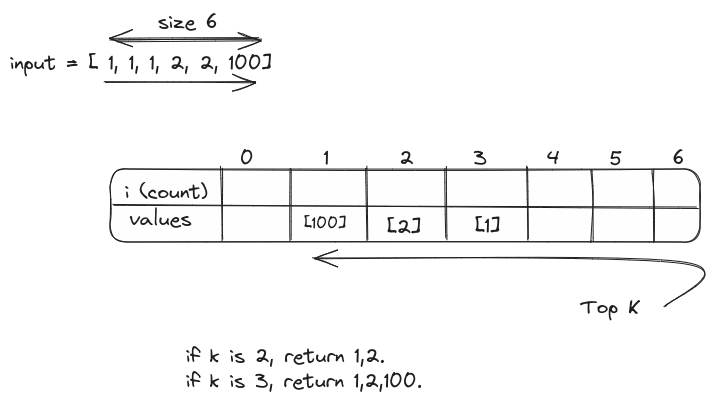 size 6
input = [ 1, 1, 1, 2, 2, 100]
0 1 2 3 4 5 6
i (count)
values [100] [2] [1]
Top K
if k is 2, return 1,2.
if k is 3, return 1,2,100.